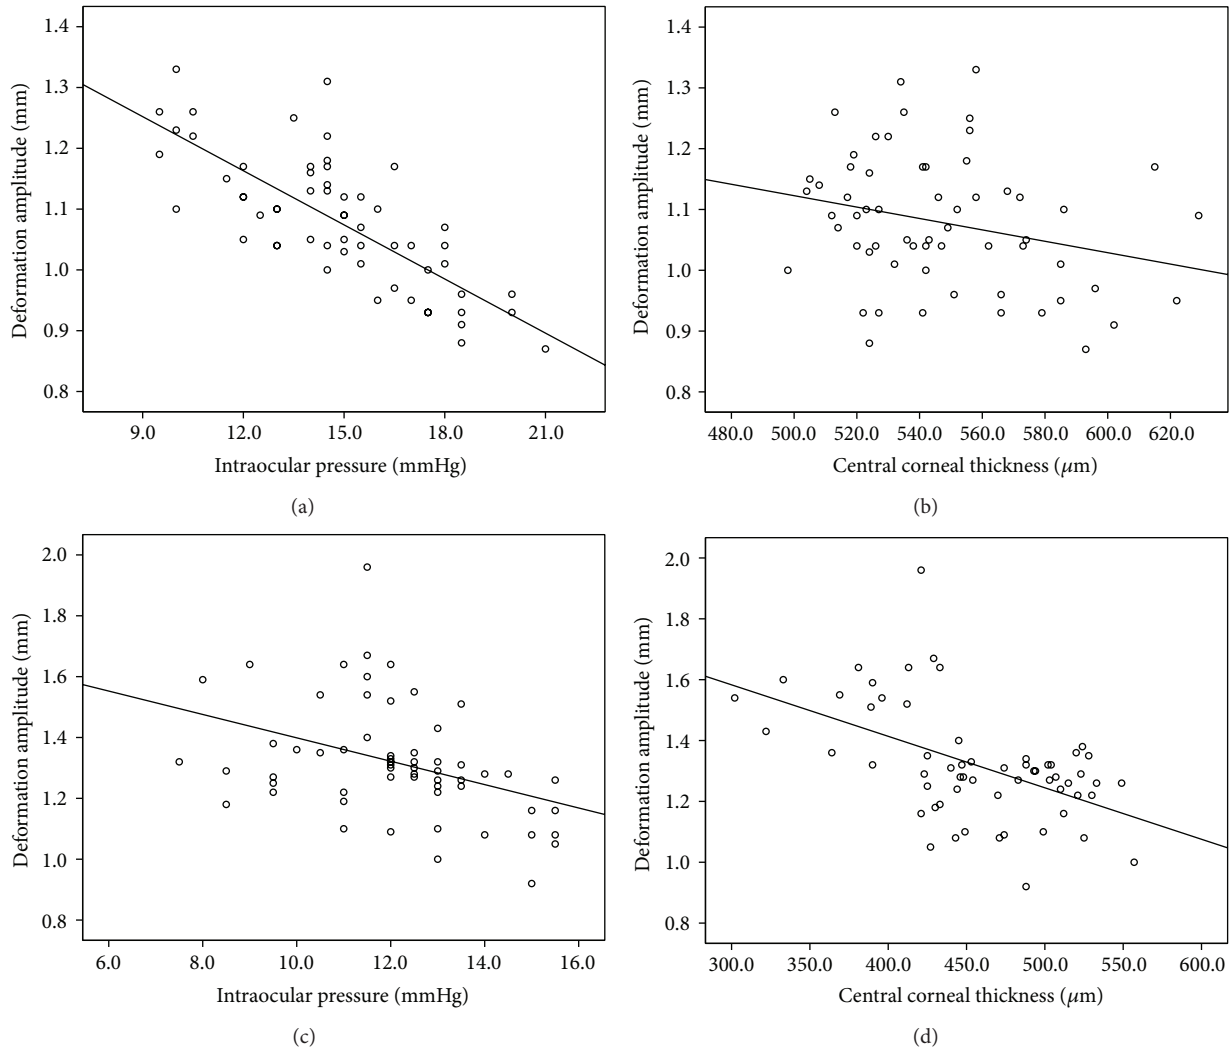 1.4
1.3
1.2
1.1
1.0
0.9
0.8
Deformation amplitude (mm)
9.0 12.0 15.0 18.0 21.0
Intraocular pressure (mmHg)
(a)
1.4
1.3
1.2
1.1
1.0
0.9
0.8
Deformation amplitude (mm)
480.0 500.0 520.0 540.0 560.0 580.0 600.0 620.0
Central corneal thickness (μm)
(b)
2.0
1.8
1.6
1.4
1.2
1.0
0.8
Deformation amplitude (mm)
6.0 8.0 10.0 12.0 14.0 16.0
Intraocular pressure (mmHg)
(c)
2.0
1.8
1.6
1.4
1.2
1.0
0.8
Deformation amplitude (mm)
300.0 350.0 400.0 450.0 500.0 550.0 600.0
Central corneal thickness (μm)
(d)